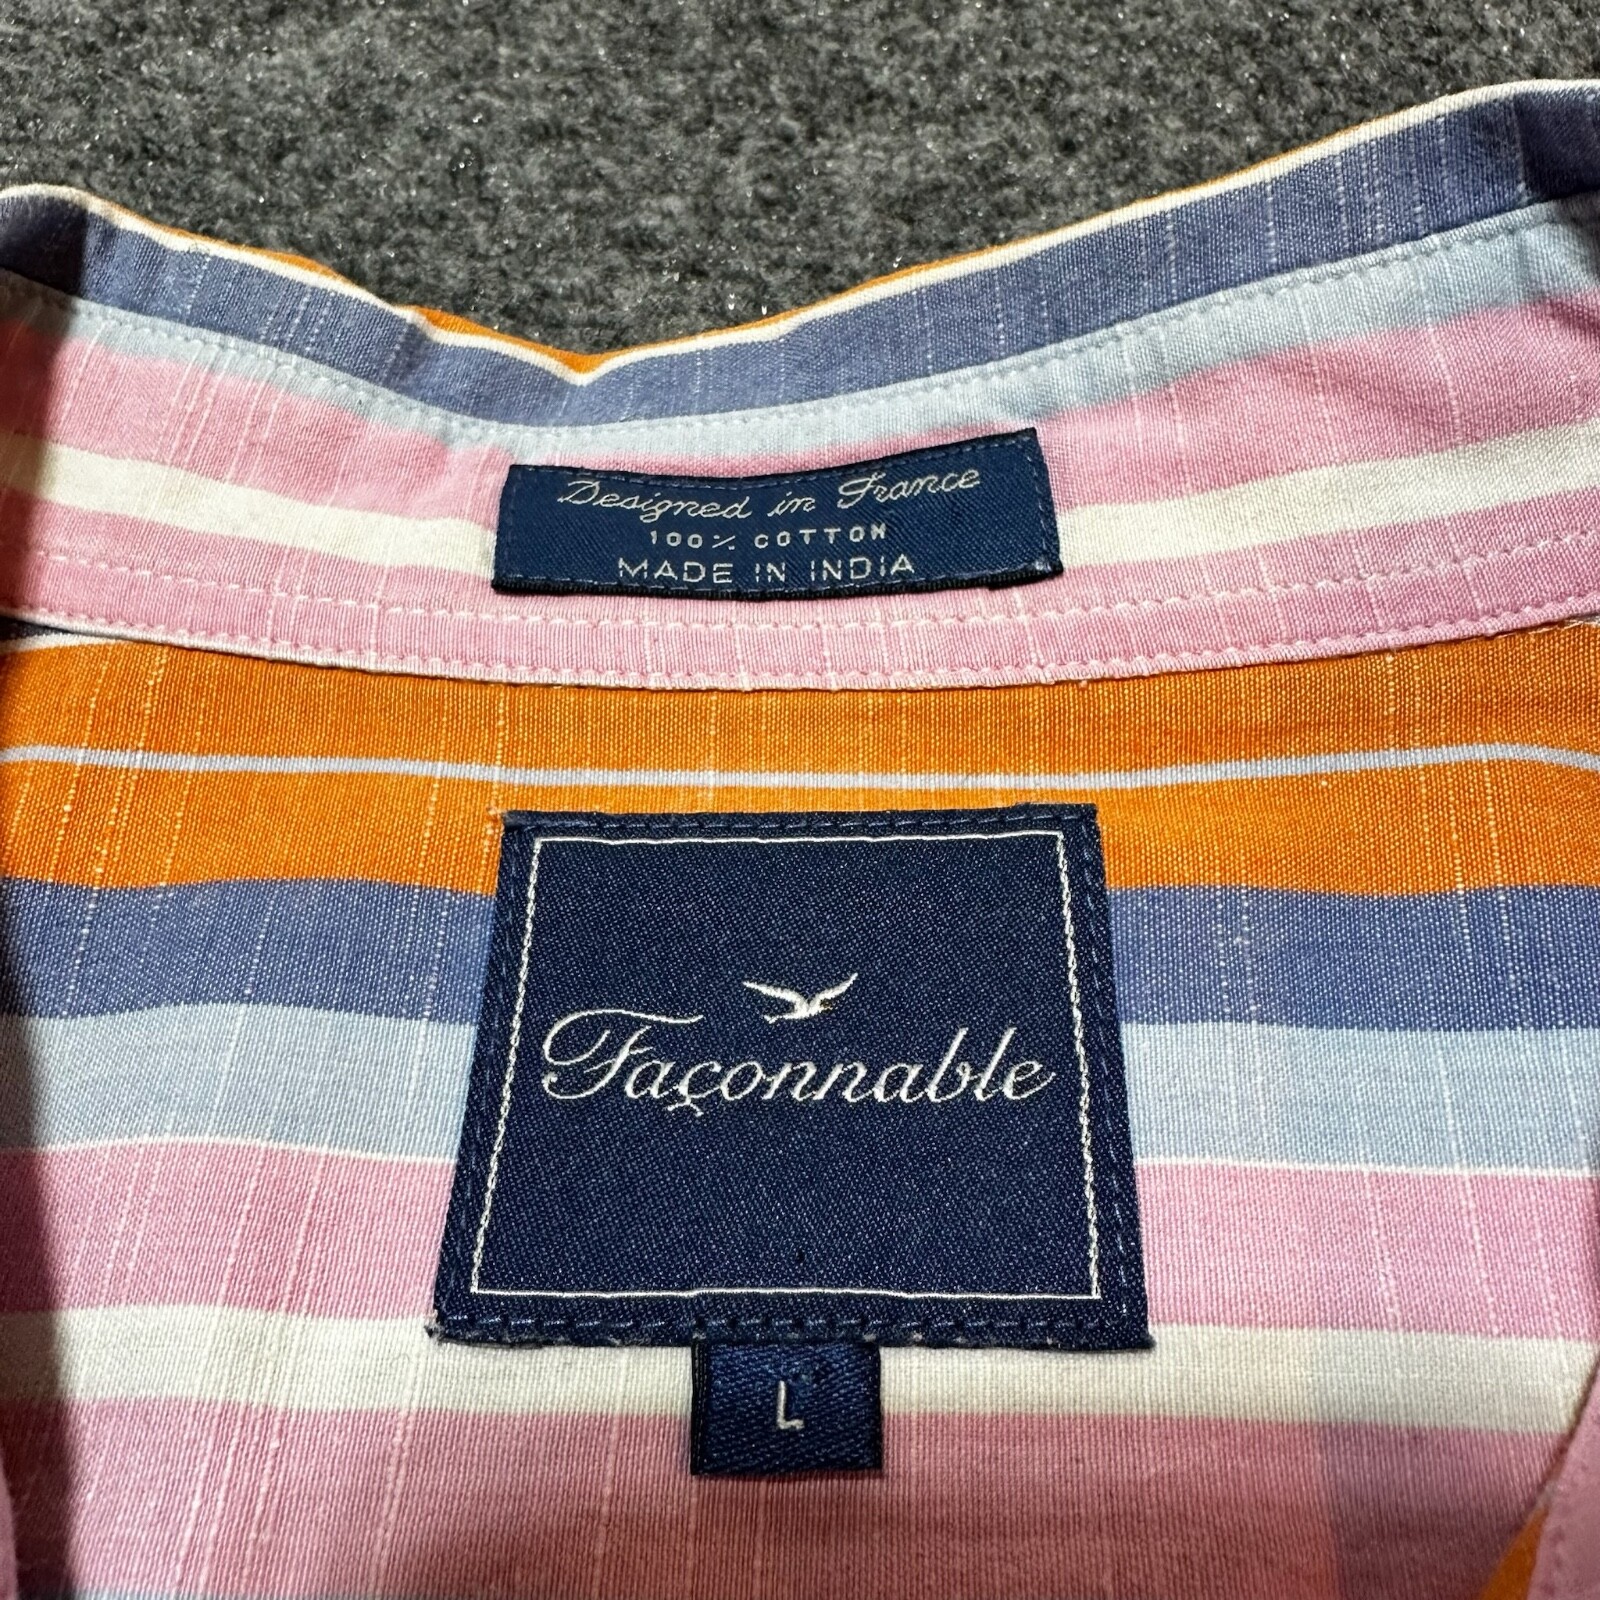 Designed in France
100% COTTON
MADE IN INDIA
Façonnable
L